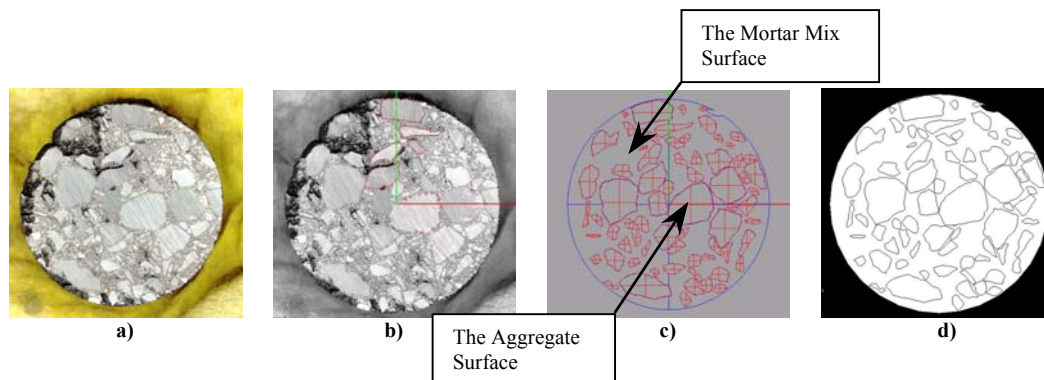 The Mortar Mix
Surface
a)
b)
c)
d)
The Aggregate
Surface